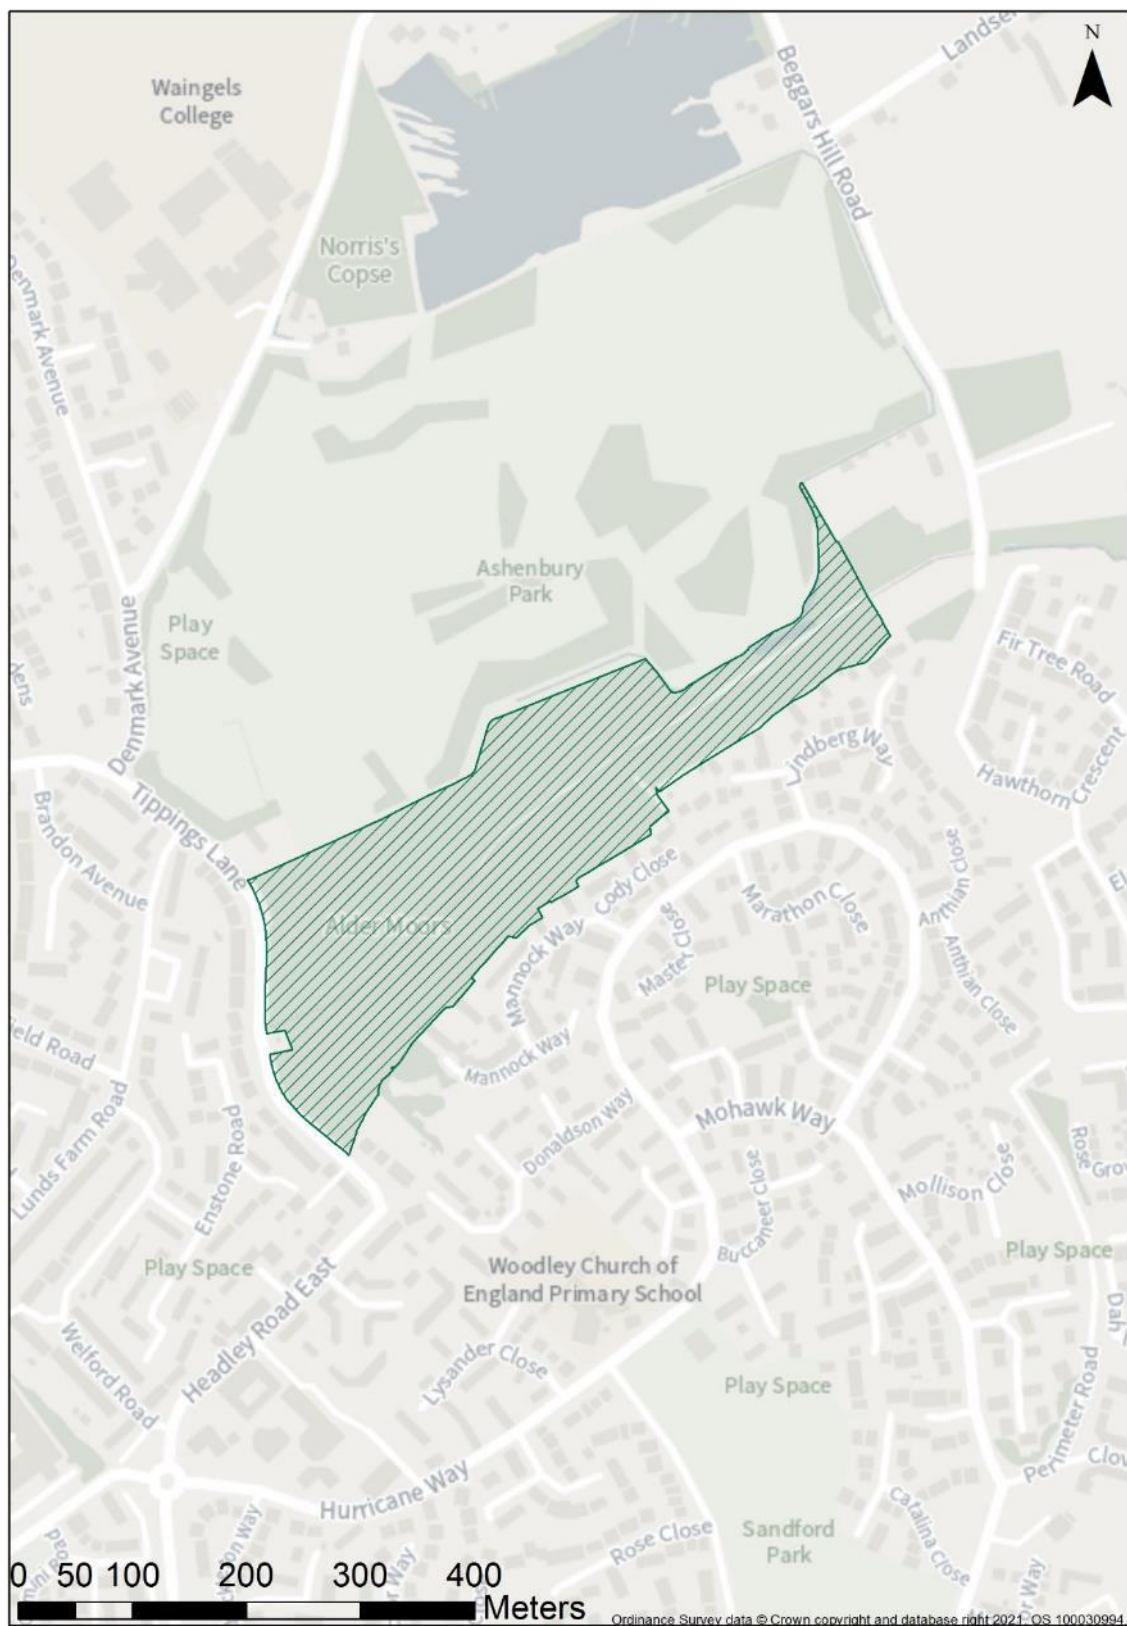 N
Waingels
College
Beggars Hill Road
Norris's
Copse
Denmark Avenue
Ashenbury
Park
Play
Space
Denmark Avenue
Fir Tree Road
Lindberg Way
Hawthorn Crescent
Tippings Lane
Brandon Avenue
Cody Close
Anthian Close
Marathon Close
Alder Moors
Mannock Way
Master Close
Anthian Close
Play Space
Mannock Way
Lunds Farm Road
Enstone Road
Donaldson Way
Mohawk Way
Rose
Mollison Close
Buccaneer Close
Play Space
Play Space
Woodley Church of
England Primary School
Headley Road East
Welford Road
Lysander Close
Play Space
Perimeter Road
Hurricane Way
Catalina Close
Rose Close
Sandford
Park
0 50 100 200 300 400
Meters
Ordinance Survey data © Crown copyright and database right 2021. OS 100030994